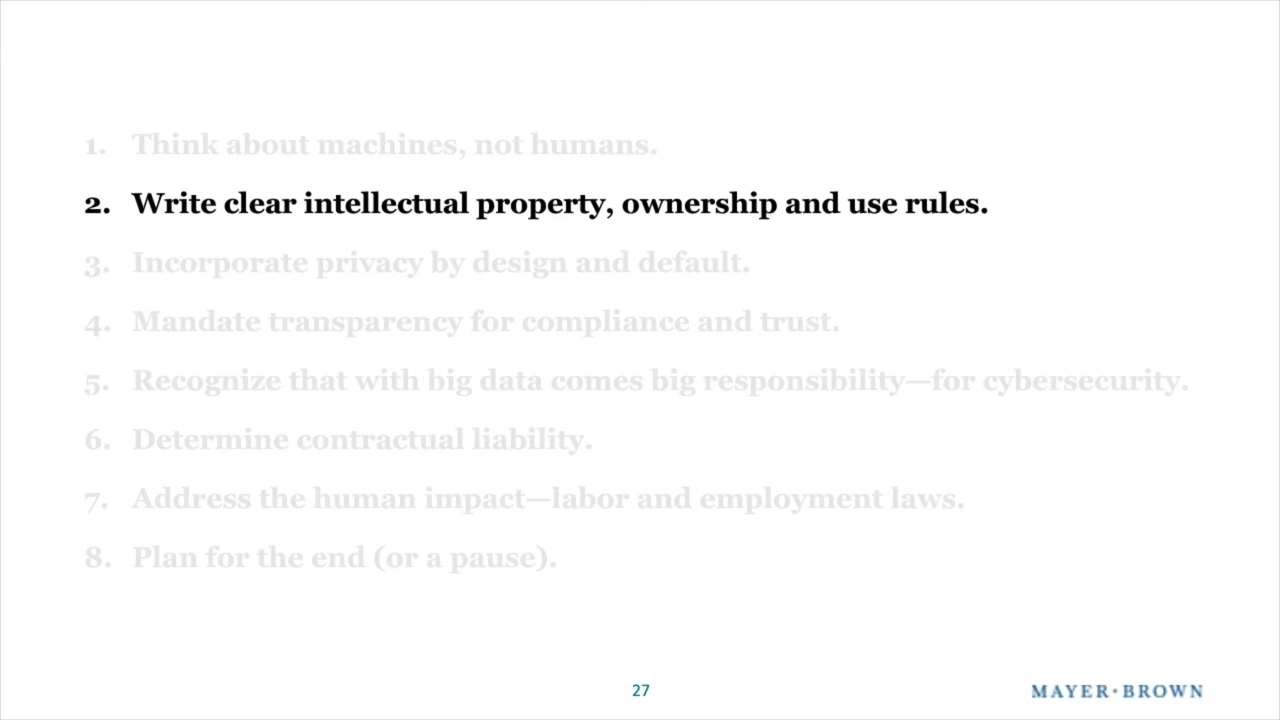 1. Think about machines, not humans.
2. Write clear intellectual property, ownership and use rules.
3. Incorporate privacy by design and default.
4. Mandate transparency for compliance and trust.
5. Recognize that with big data comes big responsibility—for cybersecurity.
6. Determine contractual liability.
7. Address the human impact—labor and employment laws.
8. Plan for the end (or a pause).
27
MAYER·BROWN